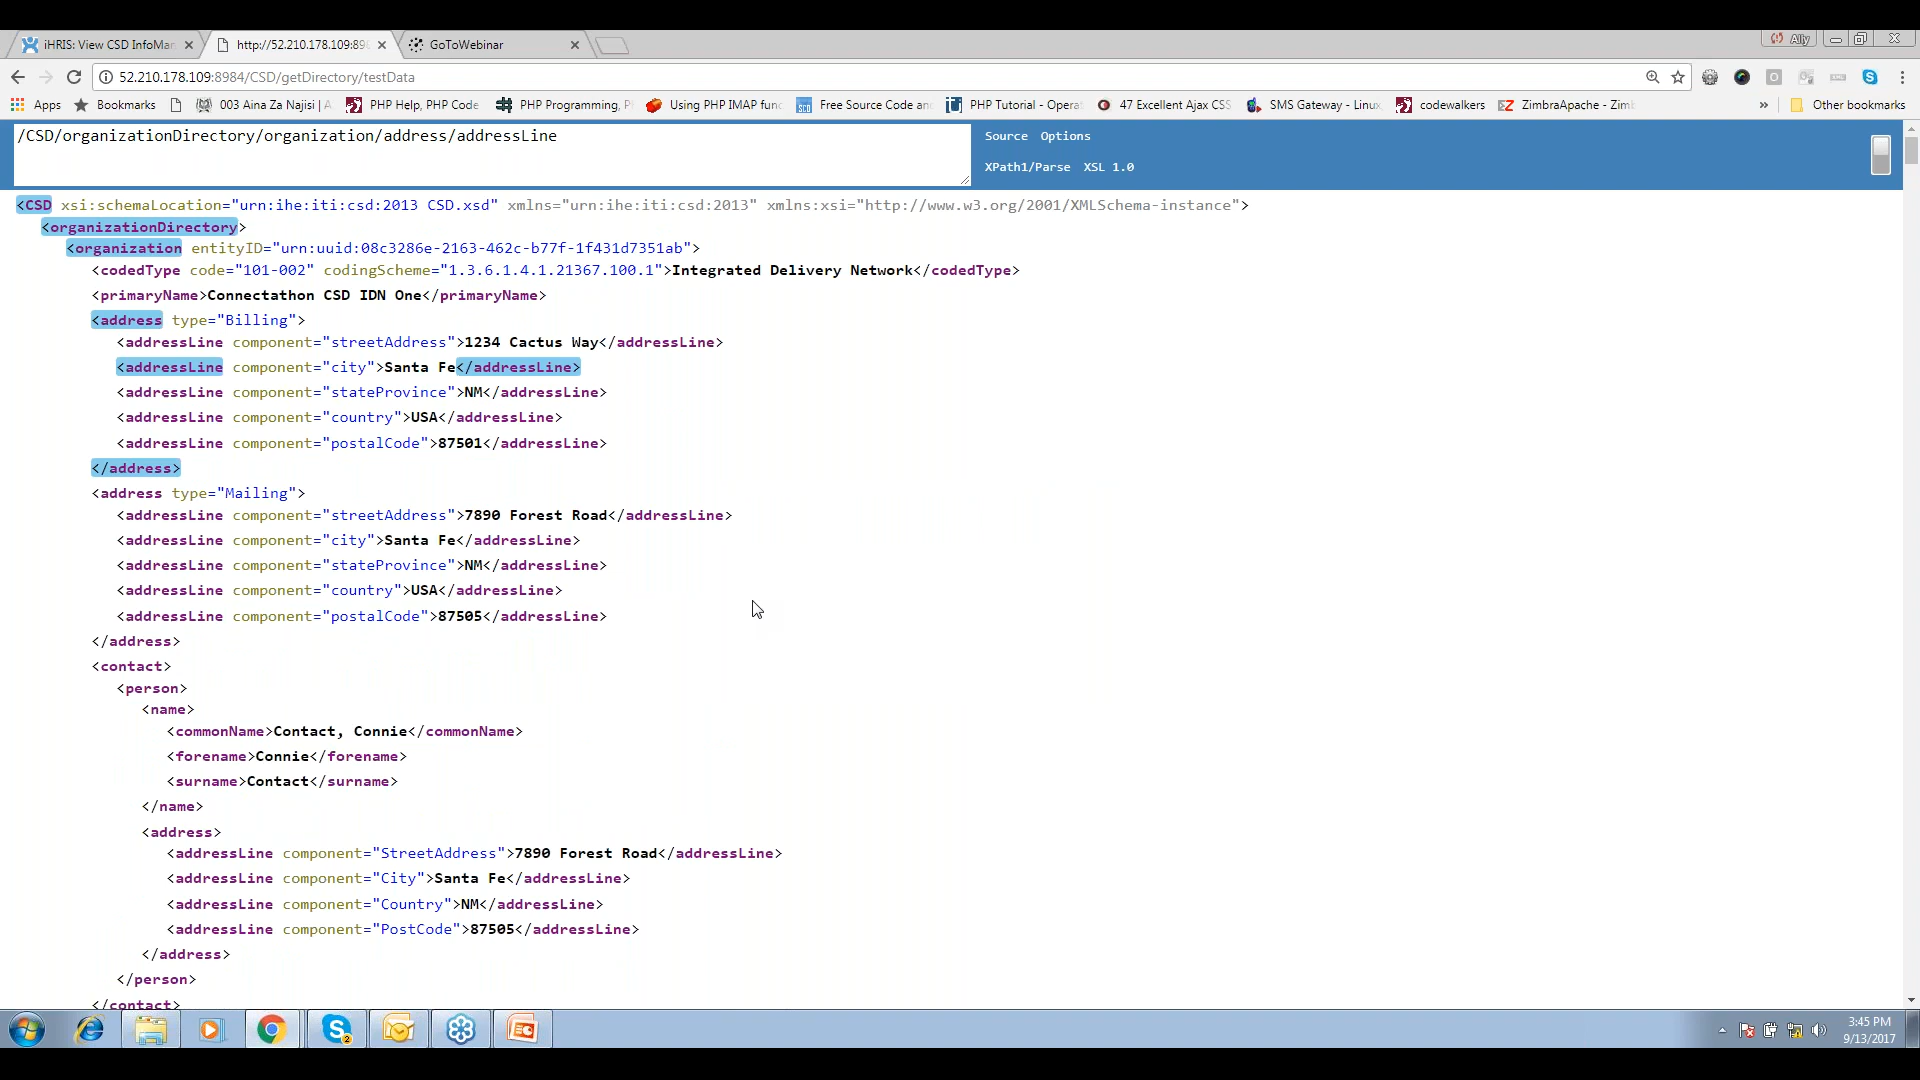 iHRIS: View CSD InfoMan
http://52.210.178.109:898
GoToWebinar
Ally
52.210.178.109:8984/CSD/getDirectory/testData
Apps
Bookmarks
003 Aina Za Najisi | A
PHP Help, PHP Code
PHP Programming, P
Using PHP IMAP func
Free Source Code and
PHP Tutorial - Opera
47 Excellent Ajax CSS
SMS Gateway - Linux
codewalkers
ZimbraApache - Zim
»
Other bookmarks
/CSD/organizationDirectory/organization/address/addressLine
Source Options
XPath1/Parse XSL 1.0
<CSD xsi:schemaLocation="urn:ihe:iti:csd:2013 CSD.xsd" xmlns="urn:ihe:iti:csd:2013" xmlns:xsi="http://www.w3.org/2001/XMLSchema-instance">
<organizationDirectory>
<organization entityID="urn:uuid:08c3286e-2163-462c-b77f-1f431d7351ab">
<codedType code="101-002" codingScheme="1.3.6.1.4.1.21367.100.1">Integrated Delivery Network</codedType>
<primaryName>Connectathon CSD IDN One</primaryName>
<address type="Billing">
<addressLine component="streetAddress">1234 Cactus Way</addressLine>
<addressLine component="city">Santa Fe</addressLine>
<addressLine component="stateProvince">NM</addressLine>
<addressLine component="country">USA</addressLine>
<addressLine component="postalCode">87501</addressLine>
</address>
<address type="Mailing">
<addressLine component="streetAddress">7890 Forest Road</addressLine>
<addressLine component="city">Santa Fe</addressLine>
<addressLine component="stateProvince">NM</addressLine>
<addressLine component="country">USA</addressLine>
<addressLine component="postalCode">87505</addressLine>
</address>
<contact>
<person>
<name>
<commonName>Contact, Connie</commonName>
<forename>Connie</forename>
<surname>Contact</surname>
</name>
<address>
<addressLine component="StreetAddress">7890 Forest Road</addressLine>
<addressLine component="City">Santa Fe</addressLine>
<addressLine component="Country">NM</addressLine>
<addressLine component="PostCode">87505</addressLine>
</address>
</person>
</contact>
3:45 PM
9/13/2017